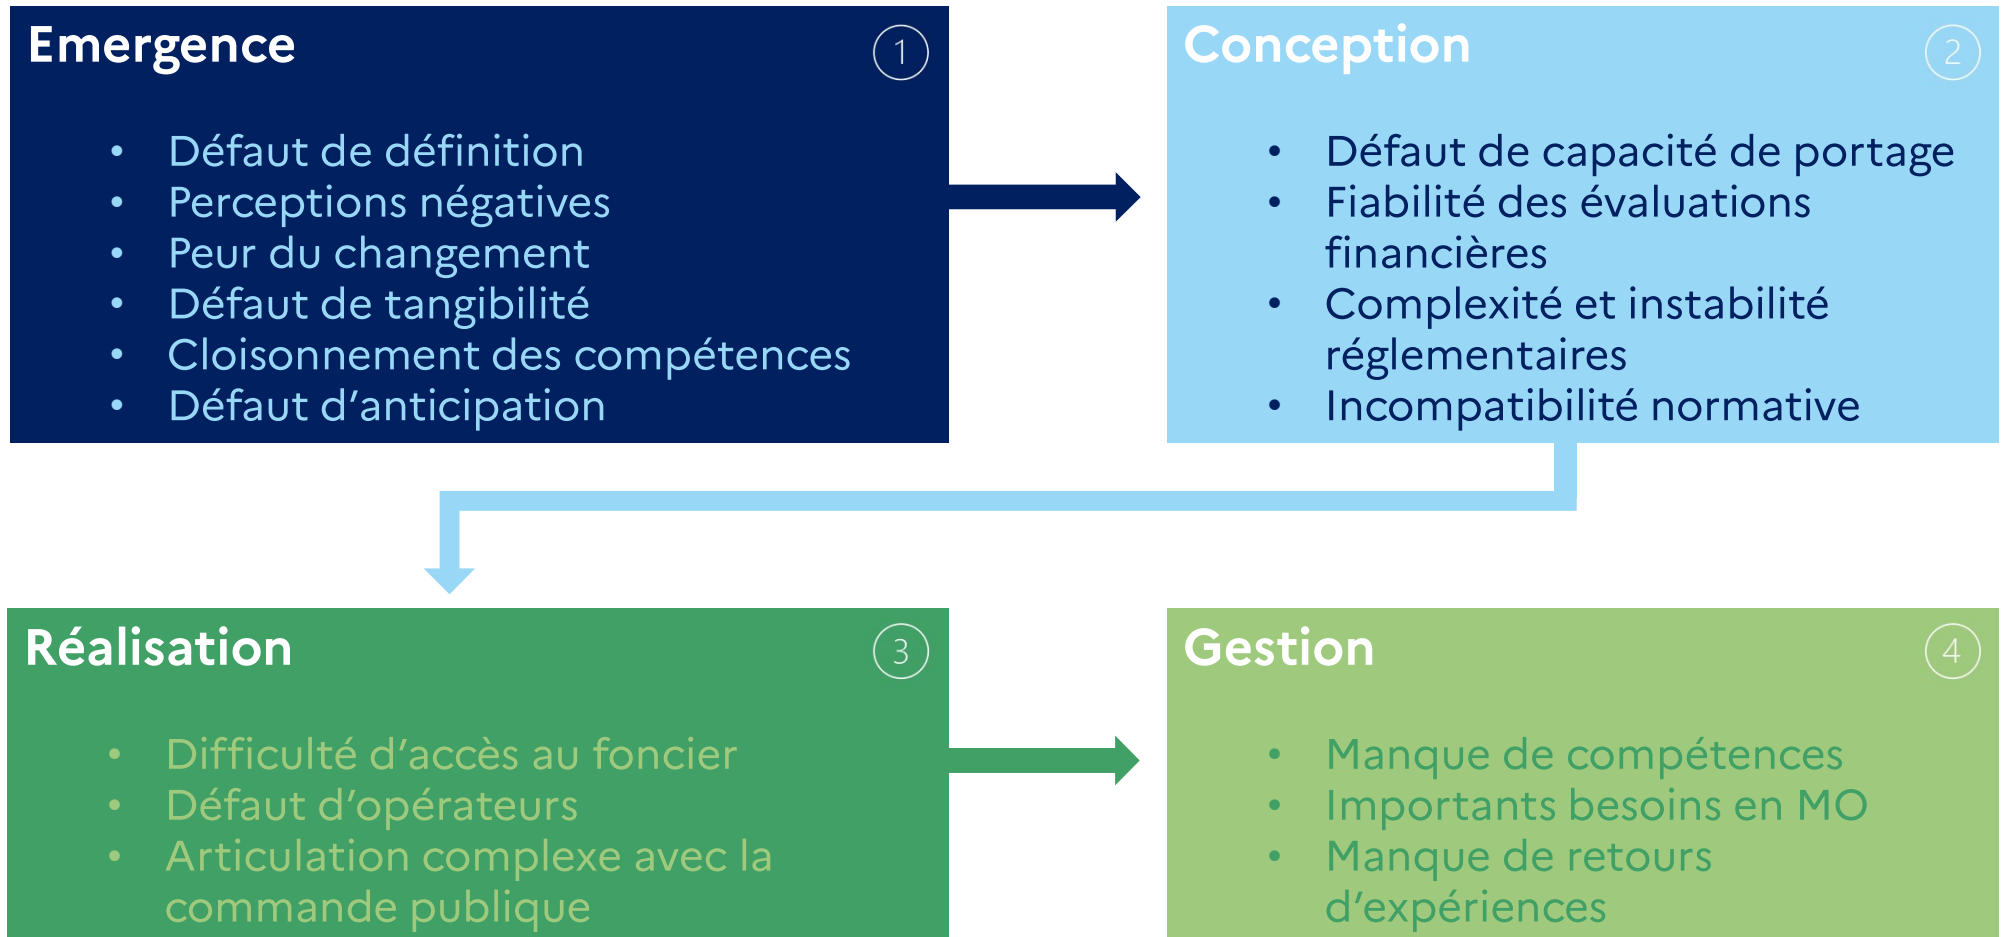 Emergence
1
• Défaut de définition
• Perceptions négatives
• Peur du changement
• Défaut de tangibilité
• Cloisonnement des compétences
• Défaut d’anticipation
Conception
2
• Défaut de capacité de portage
• Fiabilité des évaluations
financières
• Complexité et instabilité
réglementaires
• Incompatibilité normative
Réalisation
3
• Difficulté d’accès au foncier
• Défaut d’opérateurs
• Articulation complexe avec la
commande publique
Gestion
4
• Manque de compétences
• Importants besoins en MO
• Manque de retours
d’expériences